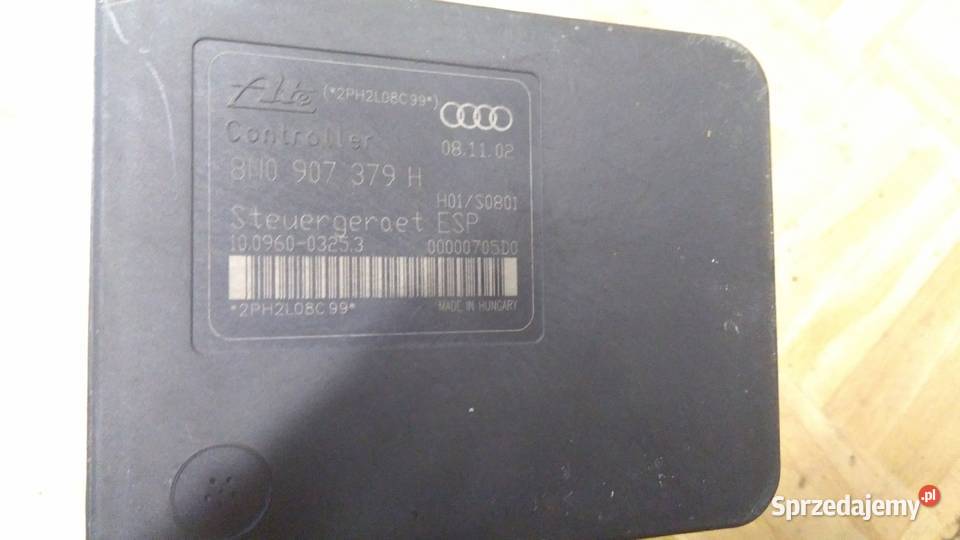 Ate (*2PH2L08C99*)
Controller 08.11.02
8N0 907 379 H
H01/S0801
Steuergeraet ESP
10.0960-0325.3 00000705D0
*2PH2L08C99* MADE IN HUNGARY
Sprzedajemy.pl